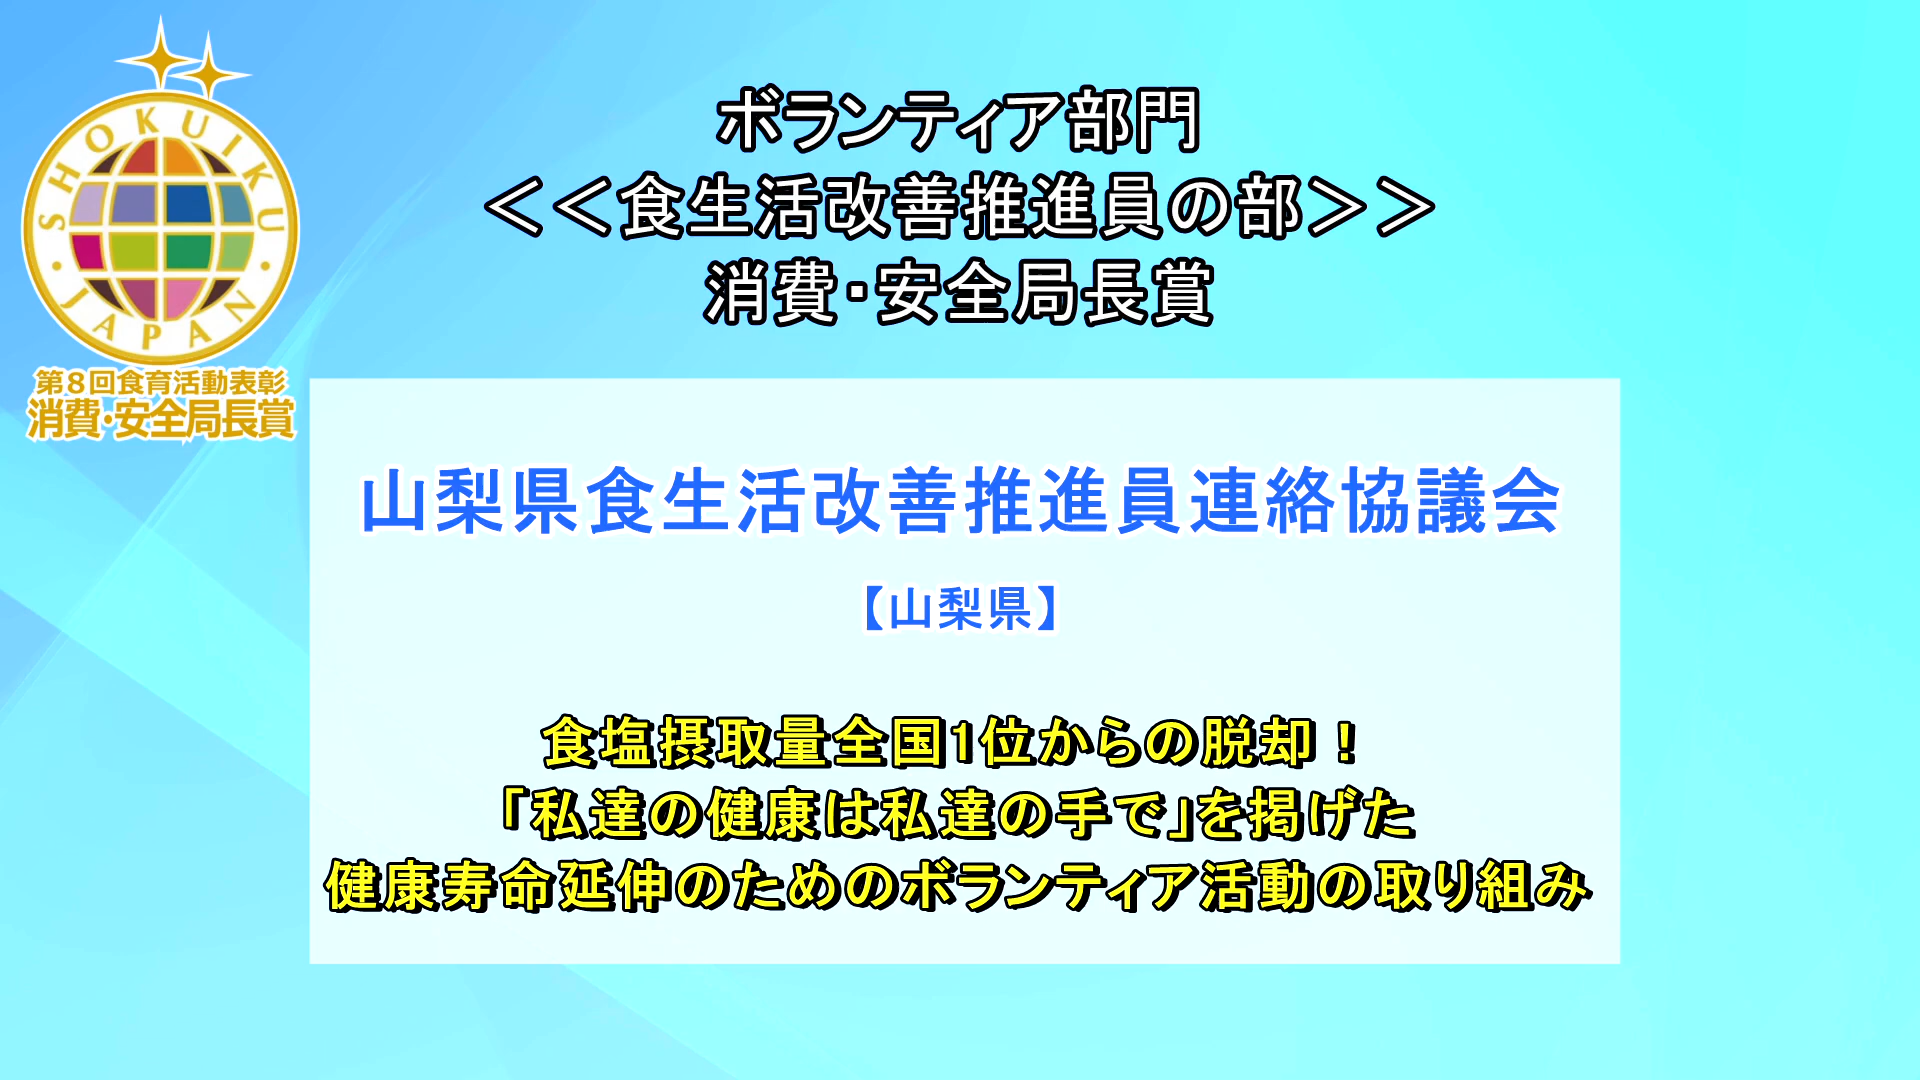 SHOKUIKU
・JAPAN・
第8回食育活動表彰
消費・安全局長賞
ボランティア部門
＜＜食生活改善推進員の部＞＞
消費・安全局長賞
山梨県食生活改善推進員連絡協議会
【山梨県】
食塩摂取量全国1位からの脱却！
「私達の健康は私達の手で」を掲げた
健康寿命延伸のためのボランティア活動の取り組み